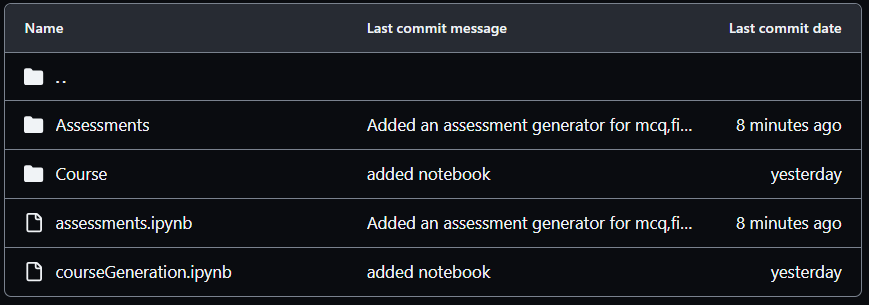 Name Last commit message Last commit date
..
Assessments Added an assessment generator for mcq,fi... 8 minutes ago
Course added notebook yesterday
assessments.ipynb Added an assessment generator for mcq,fi... 8 minutes ago
courseGeneration.ipynb added notebook yesterday